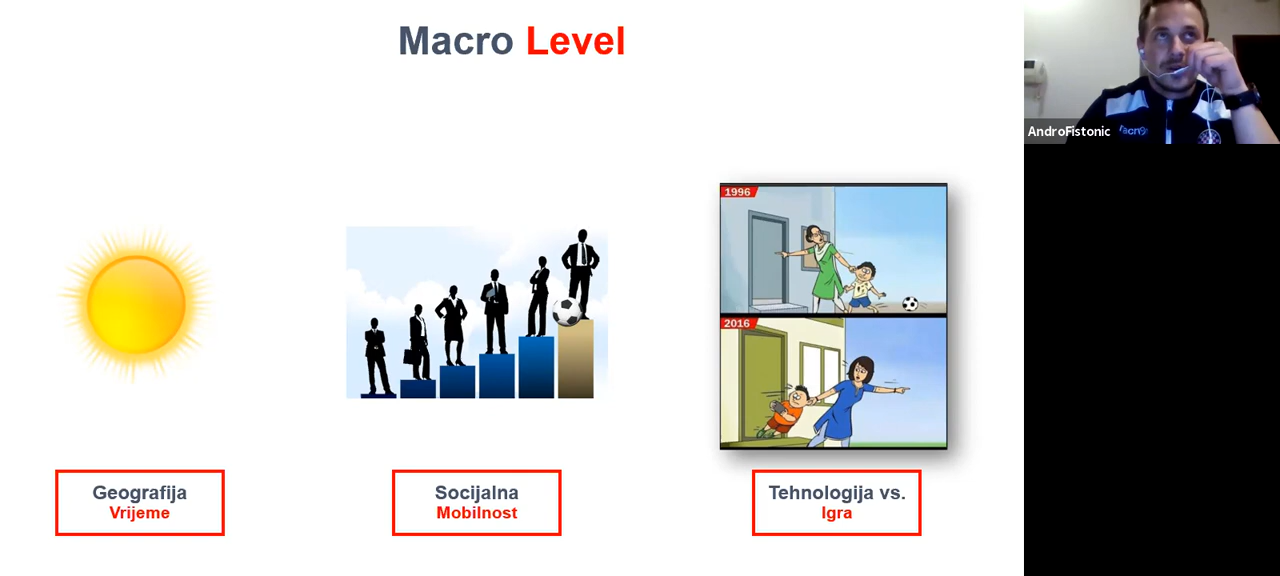 Macro Level
AndroFistonic
1996
2016
Geografija
Vrijeme
Socijalna
Mobilnost
Tehnologija vs.
Igra